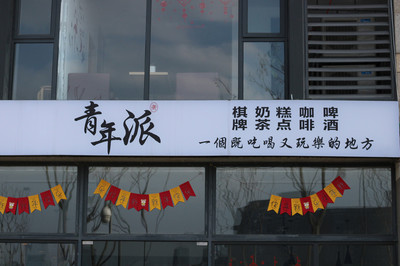 青年派
棋奶糕咖啤
牌茶点啡酒
一個既吃喝又玩樂的地方